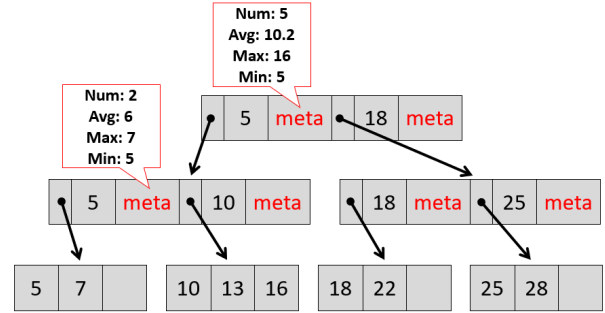 Num: 5
Avg: 10.2
Max: 16
Min: 5
Num: 2
Avg: 6
Max: 7
Min: 5
5 meta 18 meta
5 meta 10 meta
18 meta 25 meta
5 7
10 13 16
18 22
25 28